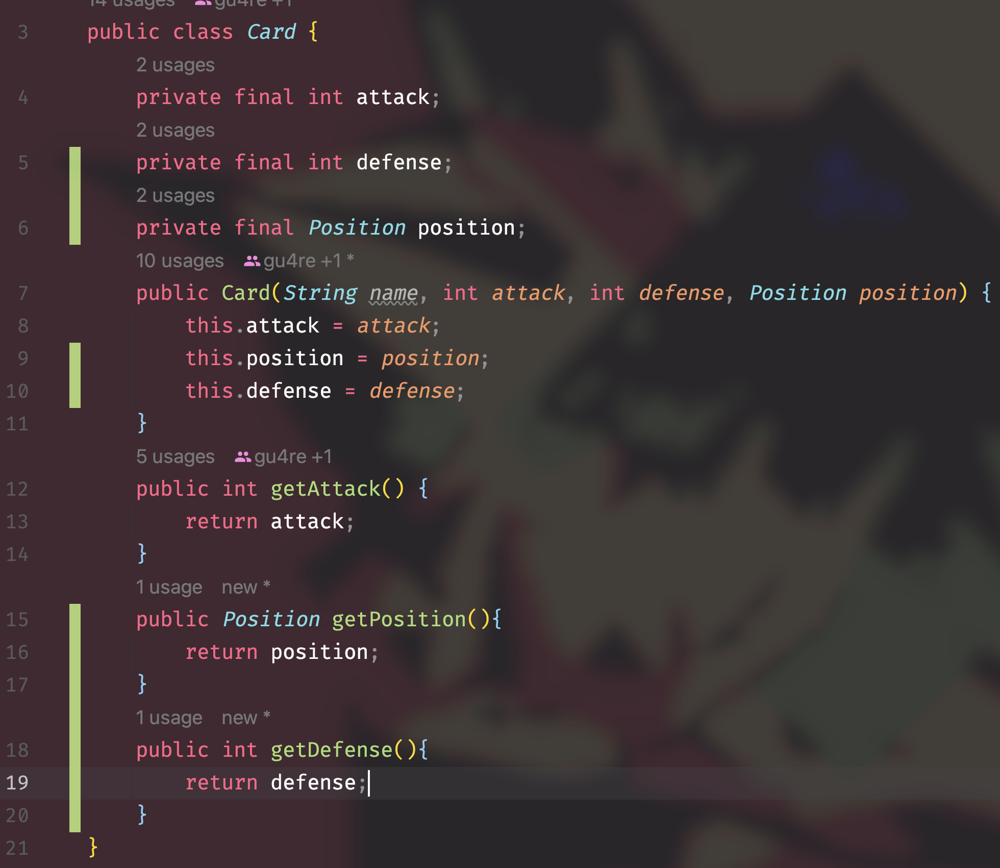 14 usages gu4re +1
3 public class Card {
2 usages
4 private final int attack;
2 usages
5 private final int defense;
2 usages
6 private final Position position;
10 usages gu4re +1 *
7 public Card(String name, int attack, int defense, Position position) {
8 this.attack = attack;
9 this.position = position;
10 this.defense = defense;
11 }
5 usages gu4re +1
12 public int getAttack() {
13 return attack;
14 }
1 usage new *
15 public Position getPosition(){
16 return position;
17 }
1 usage new *
18 public int getDefense(){
19 return defense;
20 }
21 }